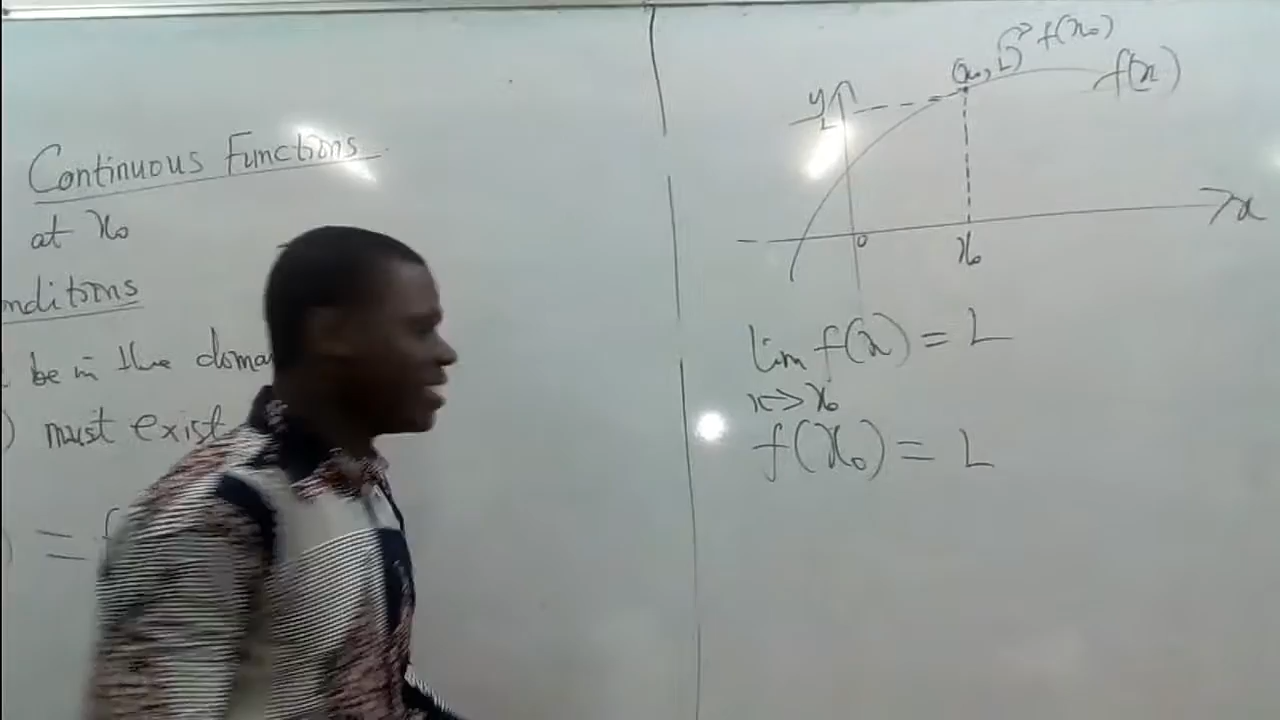 Continuous Functions
at x₀
nditions
be in the doma
) must exist
) = f
(x₀, L) → f(x₀)
f(x)
y
L
0
x₀
x
lim f(x) = L
x→x₀
f(x₀) = L